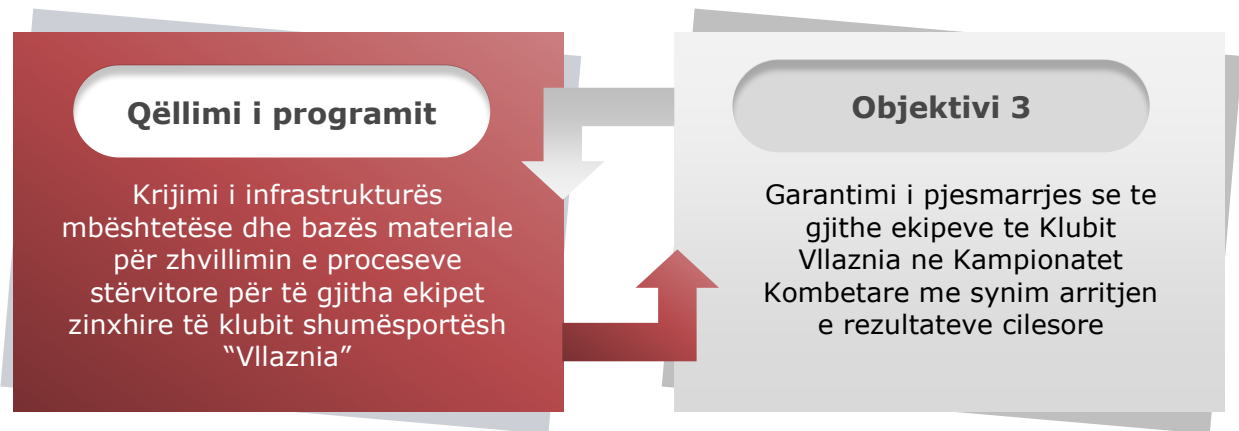 Qëllimi i programit
Krijimi i infrastrukturës
mbështetëse dhe bazës materiale
për zhvillimin e proceseve
stërvitore për të gjitha ekipet
zinxhire të klubit shumësportësh
“Vllaznia”
Objektivi 3
Garantimi i pjesmarrjes se te
gjithe ekipeve te Klubit
Vllaznia ne Kampionatet
Kombetare me synim arritjen
e rezultateve cilesore